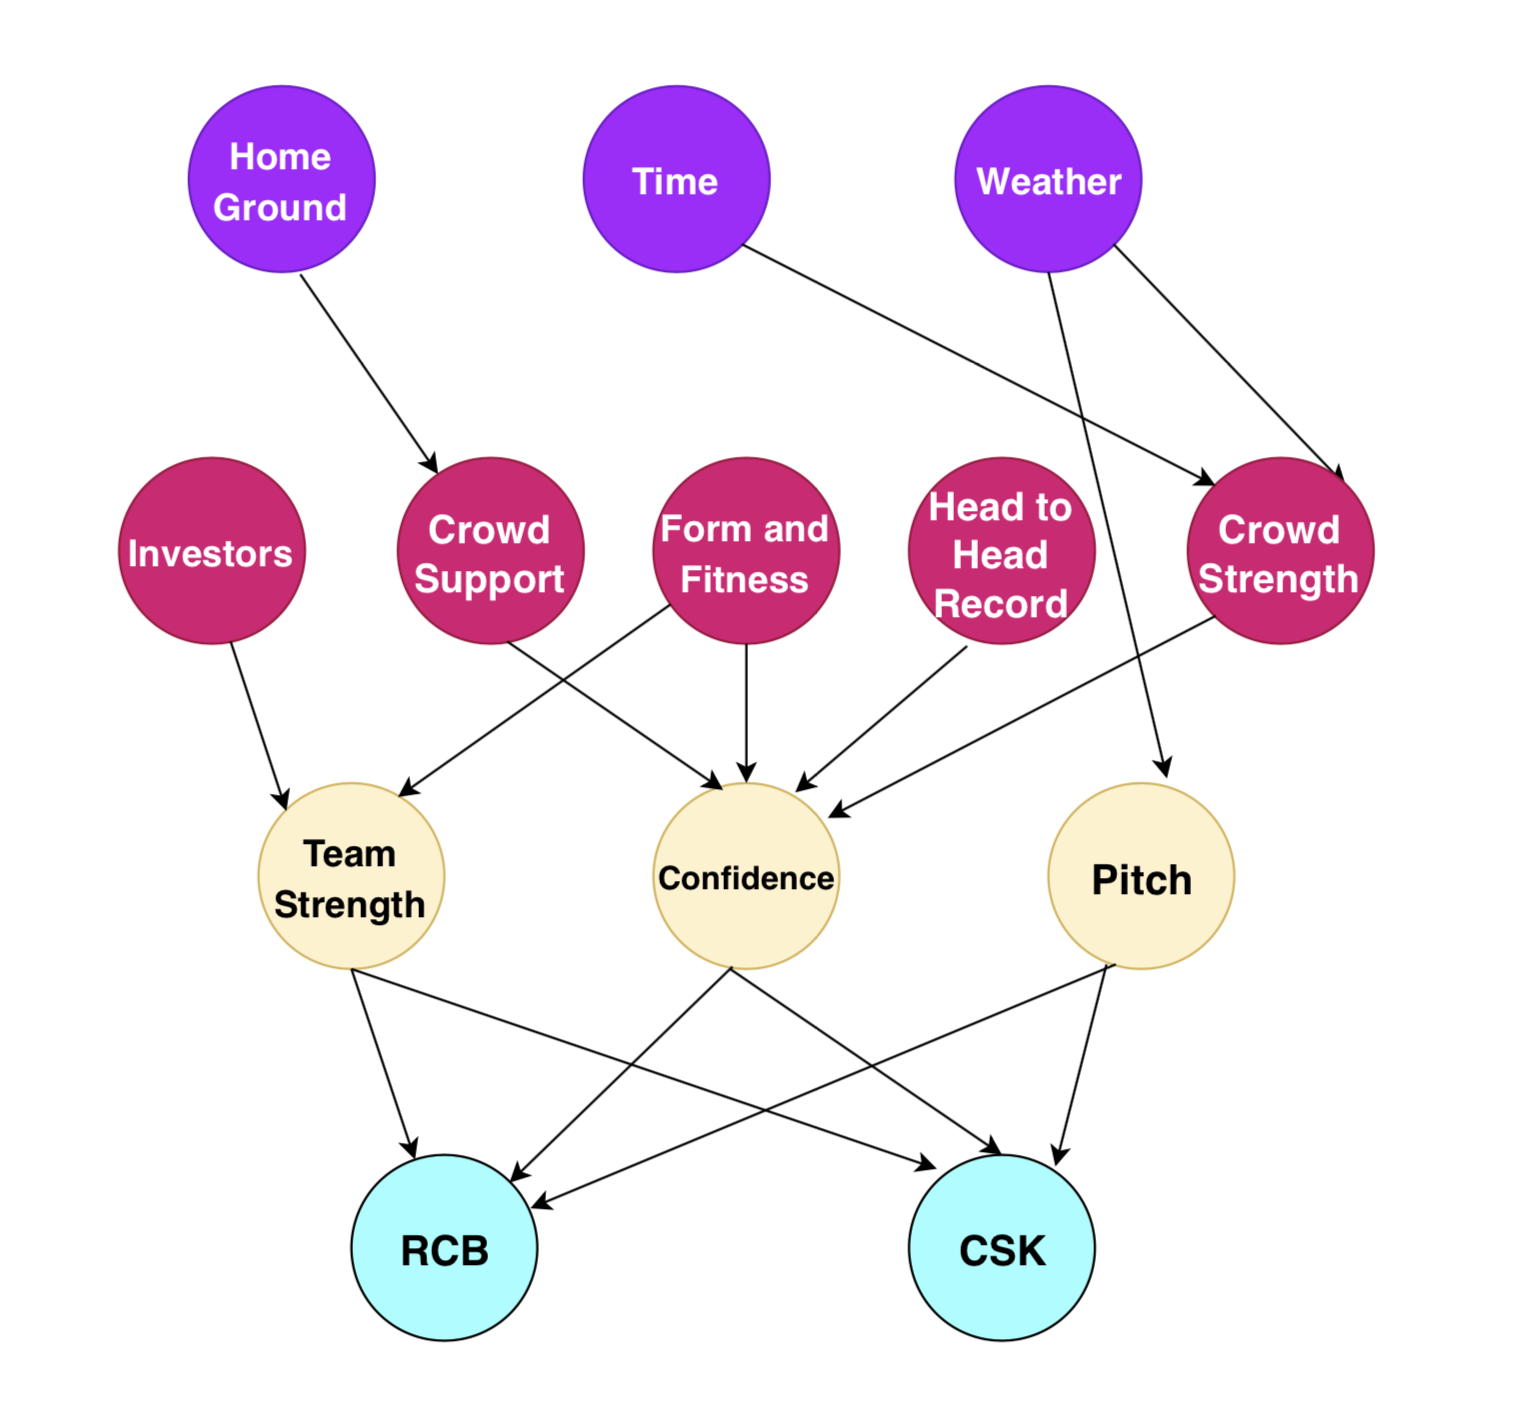 Home
Ground
Time
Weather
Investors
Crowd
Support
Form and
Fitness
Head to
Head
Record
Crowd
Strength
Team
Strength
Confidence
Pitch
RCB
CSK